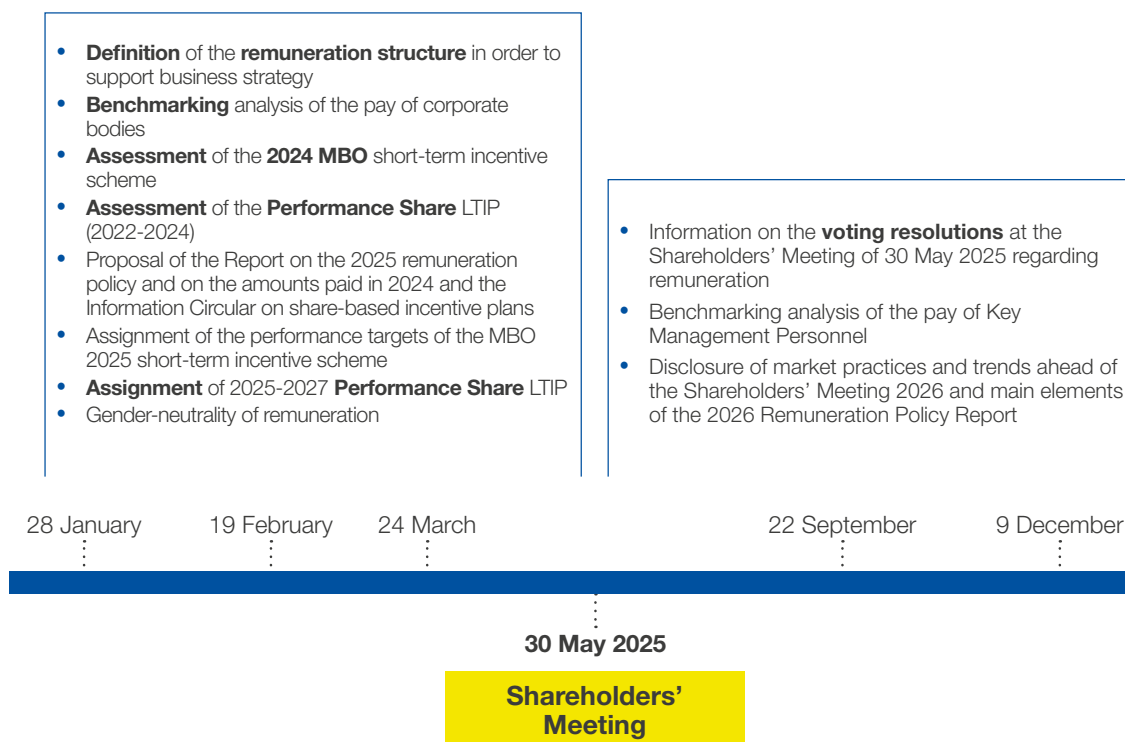 • Definition of the remuneration structure in order to
support business strategy
• Benchmarking analysis of the pay of corporate
bodies
• Assessment of the 2024 MBO short-term incentive
scheme
• Assessment of the Performance Share LTIP
(2022-2024)
• Proposal of the Report on the 2025 remuneration
policy and on the amounts paid in 2024 and the
Information Circular on share-based incentive plans
• Assignment of the performance targets of the MBO
2025 short-term incentive scheme
• Assignment of 2025-2027 Performance Share LTIP
• Gender-neutrality of remuneration
• Information on the voting resolutions at the
Shareholders’ Meeting of 30 May 2025 regarding
remuneration
• Benchmarking analysis of the pay of Key
Management Personnel
• Disclosure of market practices and trends ahead of
the Shareholders’ Meeting 2026 and main elements
of the 2026 Remuneration Policy Report
28 January 19 February 24 March 22 September 9 December
30 May 2025
Shareholders’
Meeting